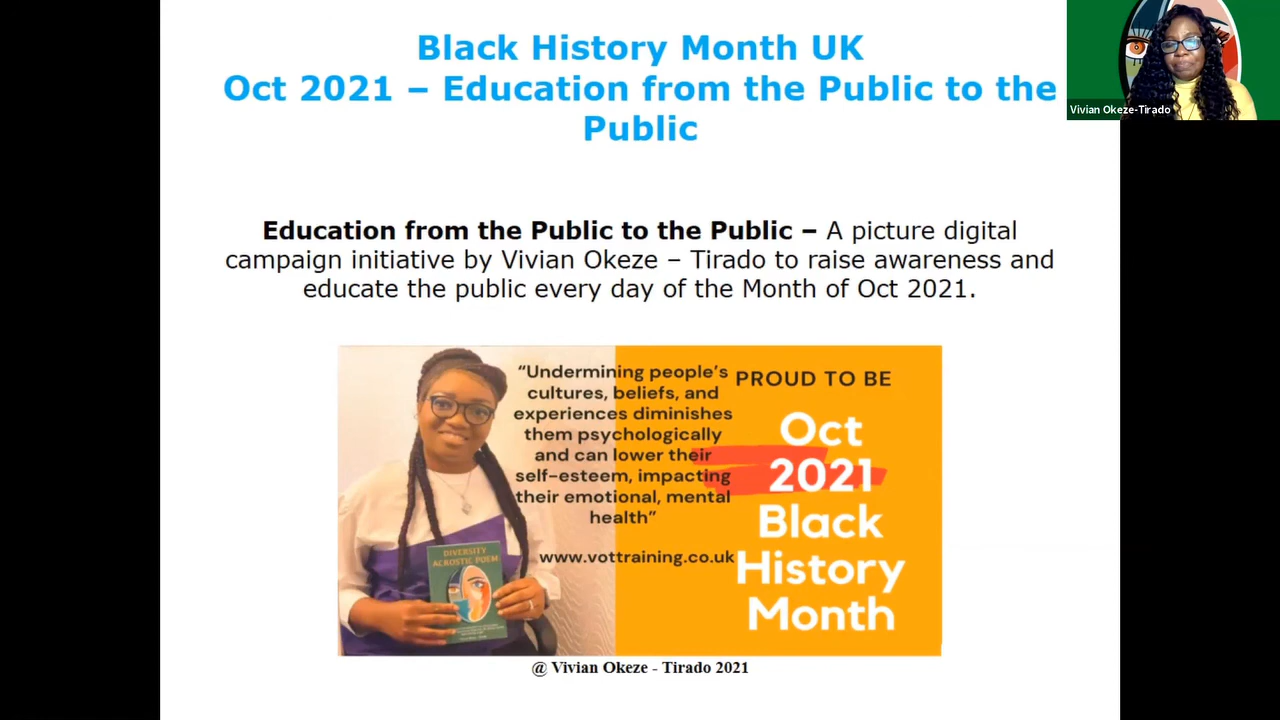 Black History Month UK
Oct 2021 – Education from the Public to the
Public
Vivian Okeze-Tirado
Education from the Public to the Public – A picture digital
campaign initiative by Vivian Okeze – Tirado to raise awareness and
educate the public every day of the Month of Oct 2021.
“Undermining people’s
cultures, beliefs, and
experiences diminishes
them psychologically
and can lower their
self-esteem, impacting
their emotional, mental
health”
www.vottraining.co.uk
PROUD TO BE
Oct
2021
Black
History
Month
DIVERSITY
ACROSTIC POEM
@ Vivian Okeze - Tirado 2021